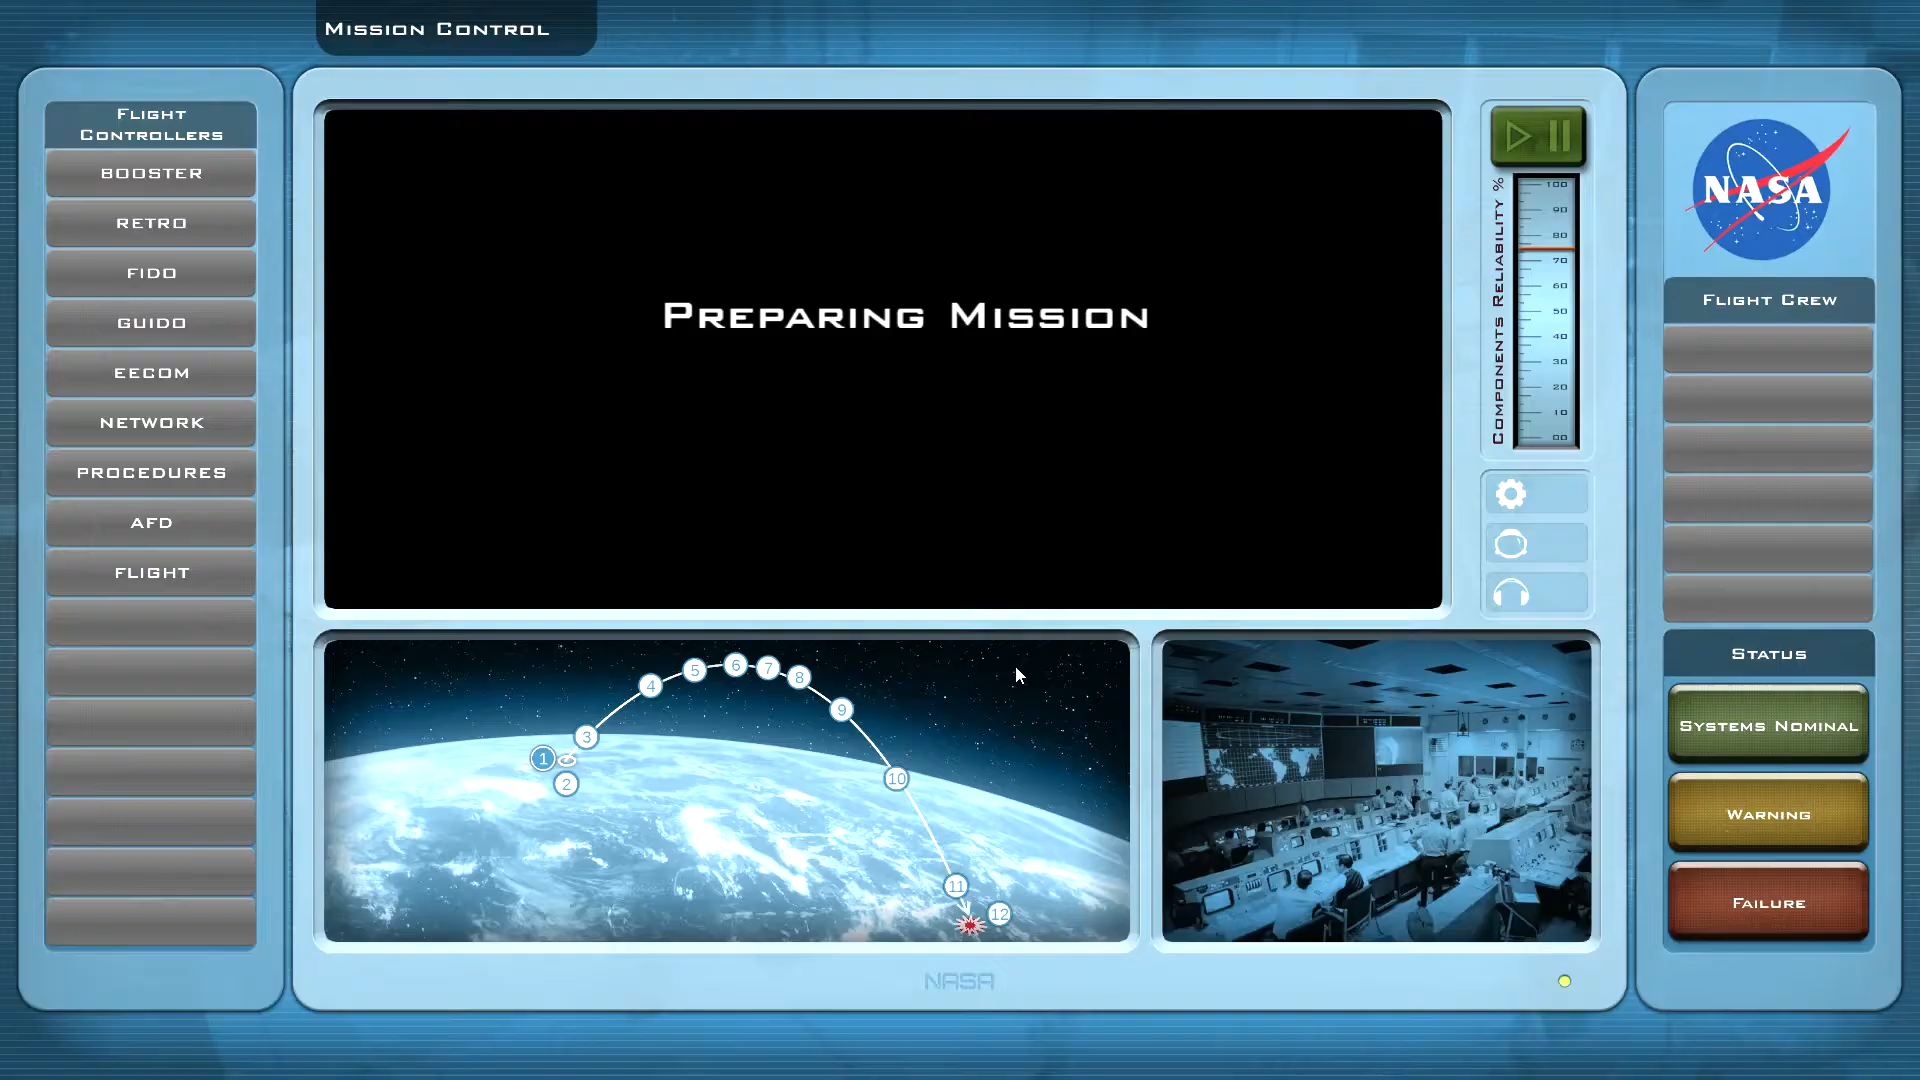 Mission Control
Flight
Controllers
BOOSTER
RETRO
FIDO
GUIDO
EECOM
NETWORK
PROCEDURES
AFD
FLIGHT
Preparing Mission
Components Reliability %
100
90
80
70
60
50
40
30
20
10
00
NASA
Flight Crew
Status
Systems Nominal
Warning
Failure
1
2
3
4
5
6
7
8
9
10
11
12
NASA